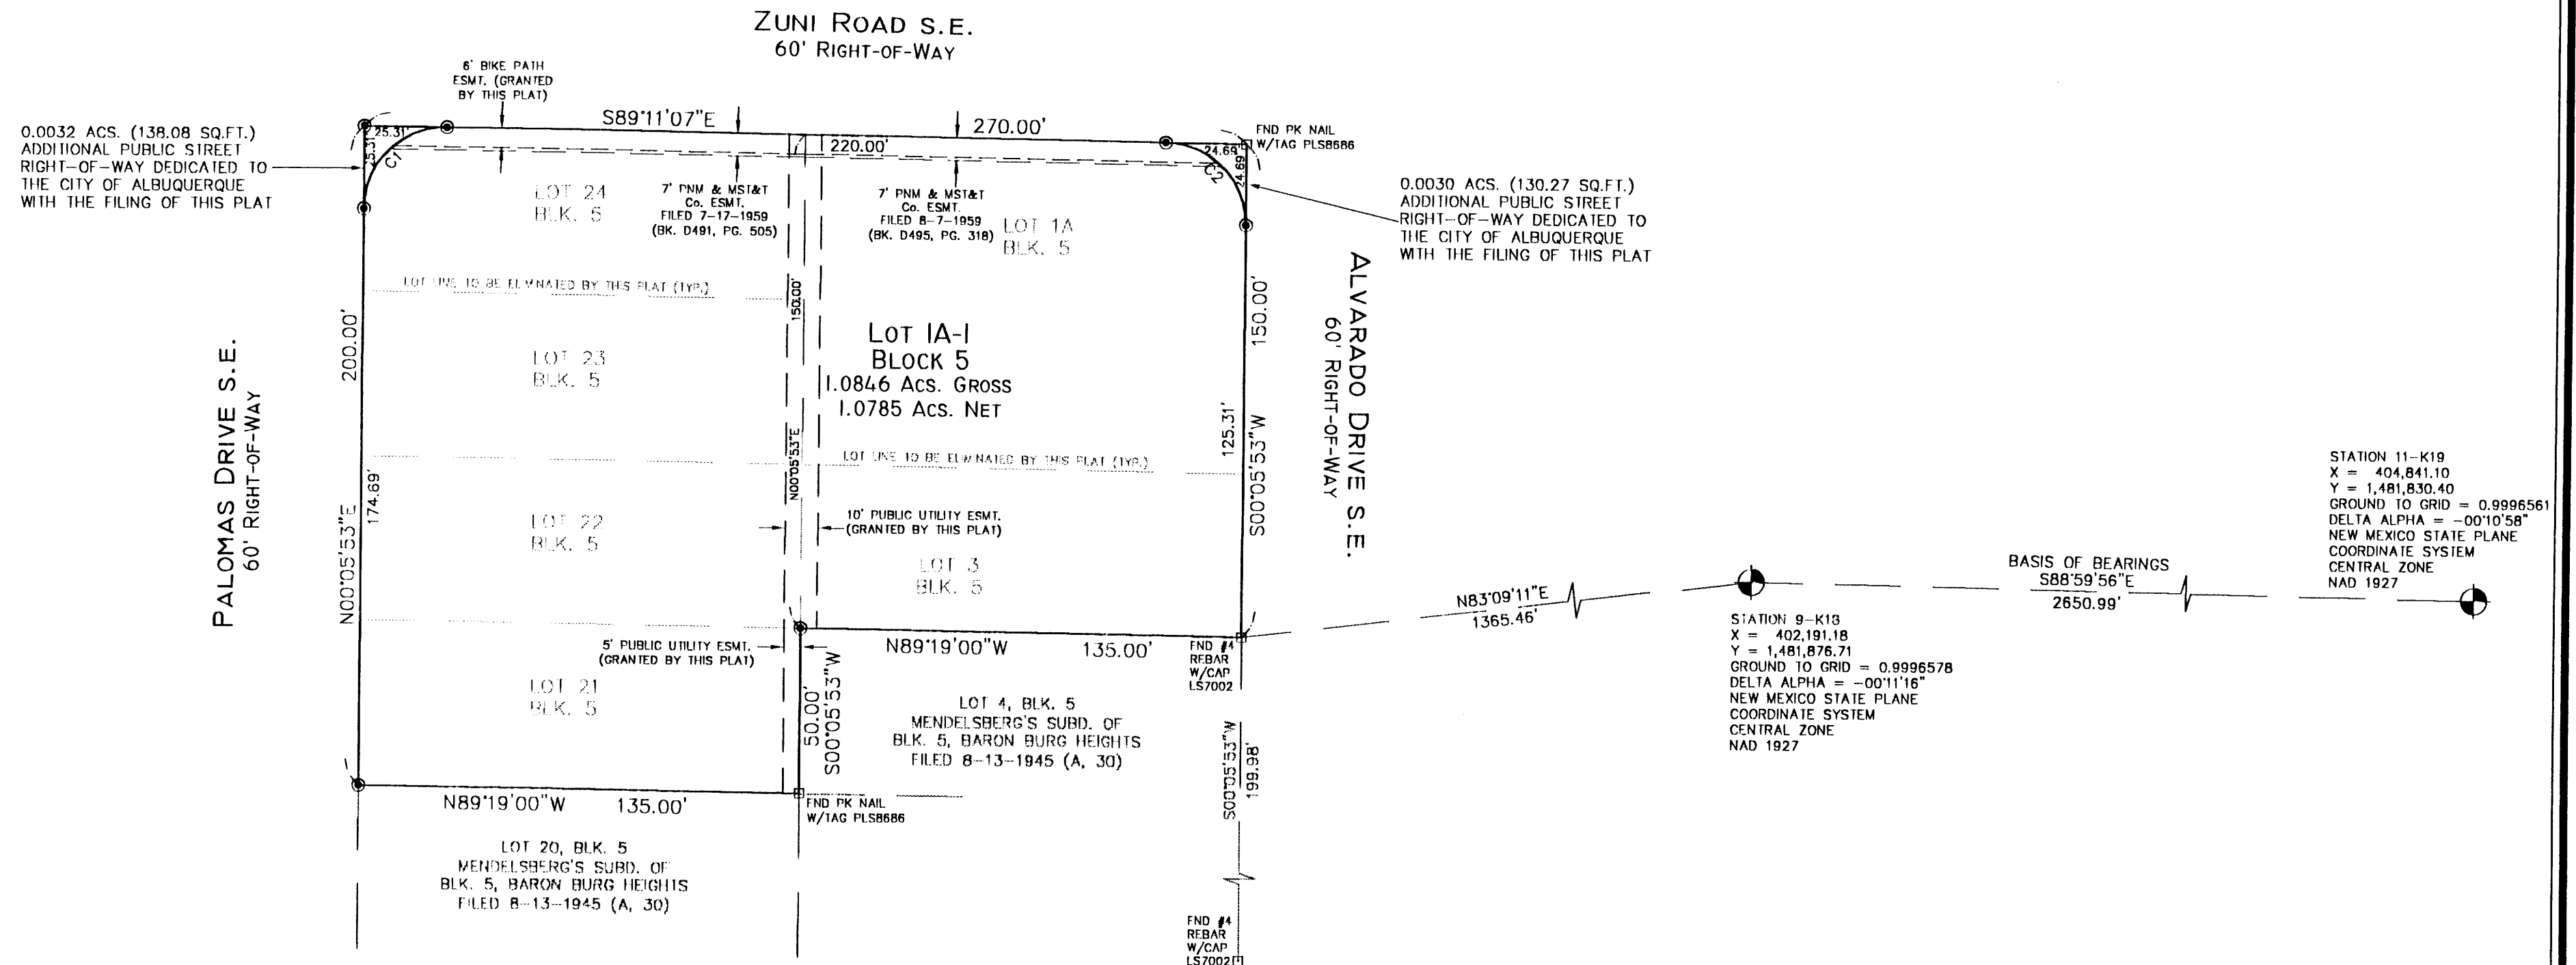 ZUNI ROAD S.E.
60' RIGHT-OF-WAY
6' BIKE PATH
ESMT. (GRANTED
BY THIS PLAT)
S89°11'07"E
270.00'
FND PK NAIL
W/TAG PLS8686
0.0032 ACS. (138.08 SQ.FT.)
ADDITIONAL PUBLIC STREET
RIGHT-OF-WAY DEDICATED TO
THE CITY OF ALBUQUERQUE
WITH THE FILING OF THIS PLAT
25.31'
25.31'
C1
220.00'
24.69'
24.69'
C2
LOT 24
BLK. 5
7' PNM & MST&T
Co. ESMT.
FILED 7-17-1959
(BK. D491, PG. 505)
7' PNM & MST&T
Co. ESMT.
FILED 8-7-1959
(BK. D495, PG. 318)
LOT 1A
BLK. 5
0.0030 ACS. (130.27 SQ.FT.)
ADDITIONAL PUBLIC STREET
RIGHT-OF-WAY DEDICATED TO
THE CITY OF ALBUQUERQUE
WITH THE FILING OF THIS PLAT
LOT LINE TO BE ELIMINATED BY THIS PLAT (TYP.)
150.00'
150.00'
ALVARADO DRIVE S.E.
60' RIGHT-OF-WAY
PALOMAS DRIVE S.E.
60' RIGHT-OF-WAY
200.00'
LOT 23
BLK. 5
LOT 1A-1
BLOCK 5
1.0846 ACS. GROSS
1.0785 ACS. NET
125.31'
S00°05'53"W
N00°05'53"E
LOT LINE TO BE ELIMINATED BY THIS PLAT (TYP.)
174.69'
N00°05'53"E
LOT 22
BLK. 5
10' PUBLIC UTILITY ESMT.
(GRANTED BY THIS PLAT)
LOT 3
BLK. 5
STATION 11-K19
X = 404,841.10
Y = 1,481,830.40
GROUND TO GRID = 0.9996561
DELTA ALPHA = -00°10'58"
NEW MEXICO STATE PLANE
COORDINATE SYSTEM
CENTRAL ZONE
NAD 1927
BASIS OF BEARINGS
S88°59'56"E
2650.99'
N83°09'11"E
1365.46'
STATION 9-K18
X = 402,191.18
Y = 1,481,876.71
GROUND TO GRID = 0.9996578
DELTA ALPHA = -00°11'16"
NEW MEXICO STATE PLANE
COORDINATE SYSTEM
CENTRAL ZONE
NAD 1927
5' PUBLIC UTILITY ESMT.
(GRANTED BY THIS PLAT)
N89°19'00"W
135.00'
FND #4
REBAR
W/CAP
LS7002
LOT 21
BLK. 5
50.00'
S00°05'53"W
LOT 4, BLK. 5
MENDELSBERG'S SUBD. OF
BLK. 5, BARON BURG HEIGHTS
FILED 8-13-1945 (A, 30)
S00°05'53"W
199.98'
N89°19'00"W
135.00'
FND PK NAIL
W/TAG PLS8686
LOT 20, BLK. 5
MENDELSBERG'S SUBD. OF
BLK. 5, BARON BURG HEIGHTS
FILED 8-13-1945 (A, 30)
FND #4
REBAR
W/CAP
LS7002